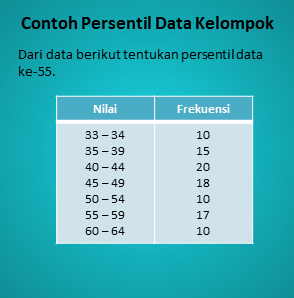 Contoh Persentil Data Kelompok
Dari data berikut tentukan persentil data
ke-55.
Nilai Frekuensi
33 – 34 10
35 – 39 15
40 – 44 20
45 – 49 18
50 – 54 10
55 – 59 17
60 – 64 10